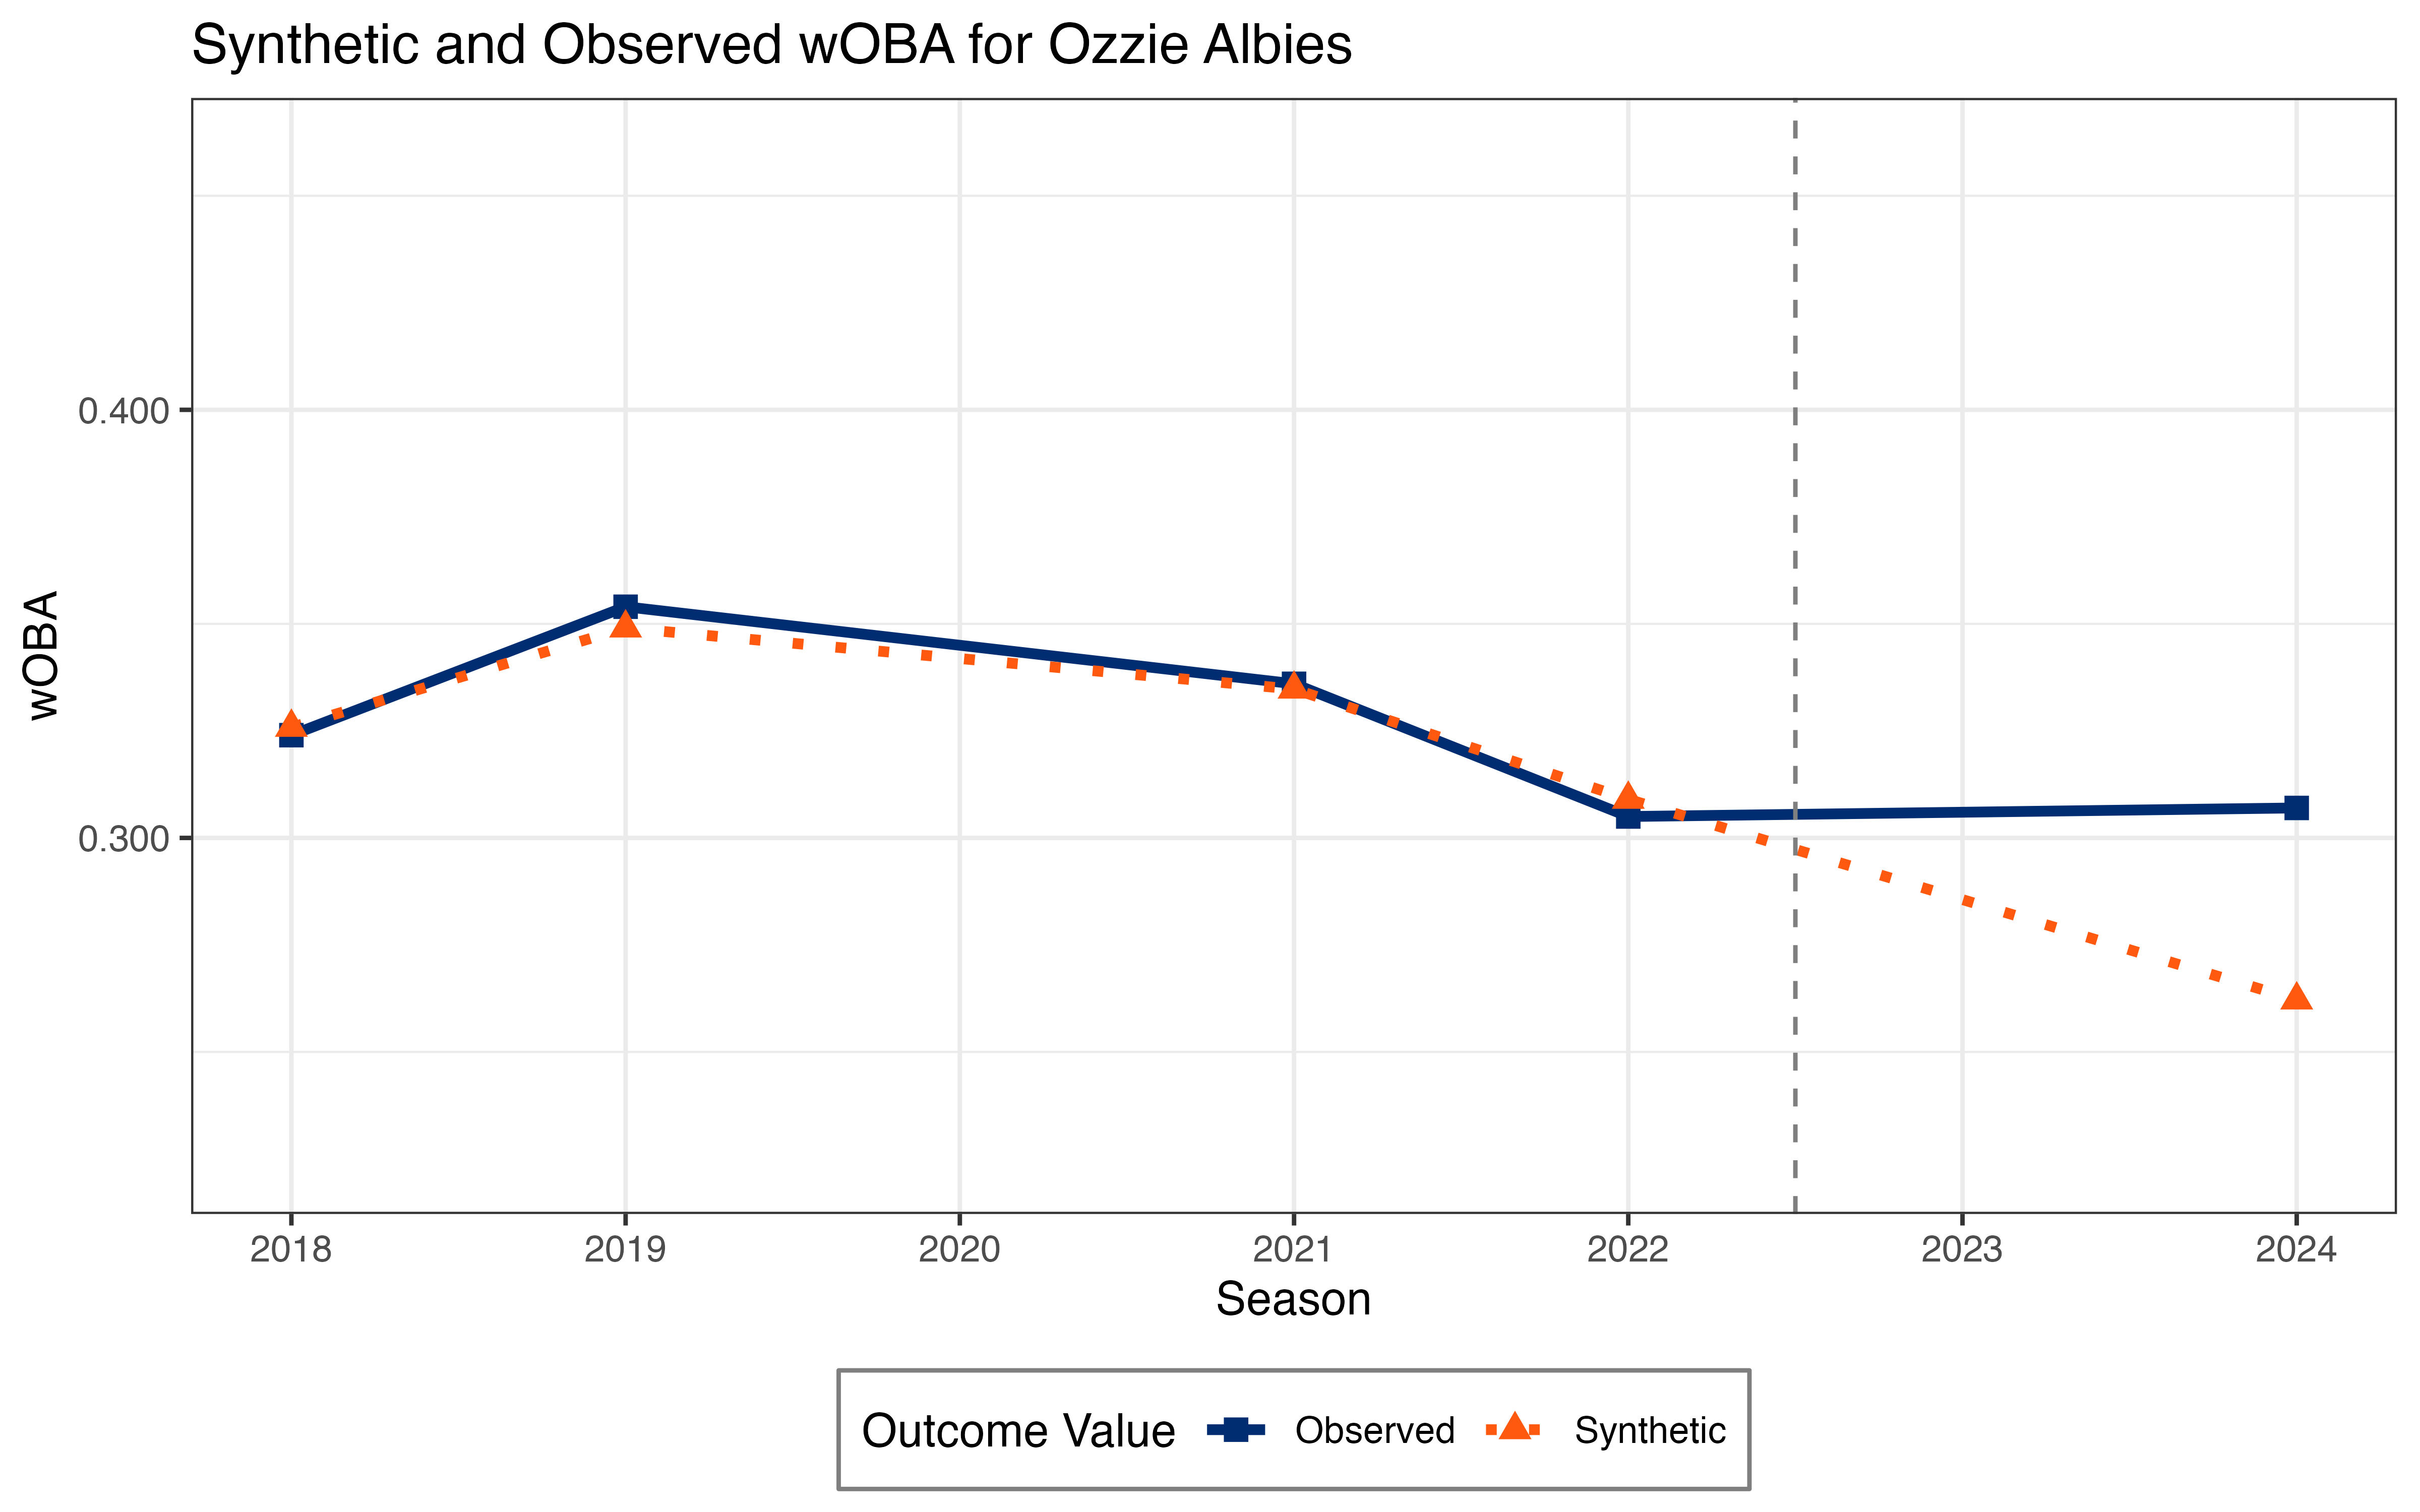 Synthetic and Observed wOBA for Ozzie Albies
wOBA
0.400
0.300
2018 2019 2020 2021 2022 2023 2024
Season
Outcome Value Observed Synthetic